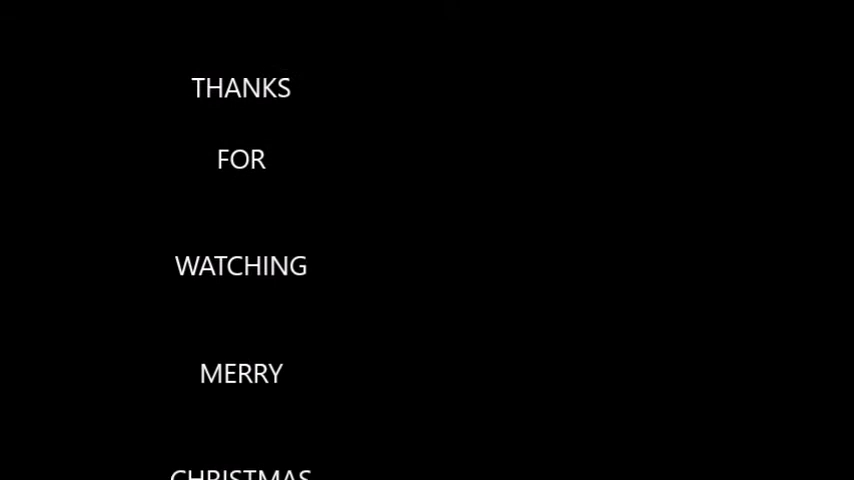 THANKS
FOR
WATCHING
MERRY
CHRISTMAS